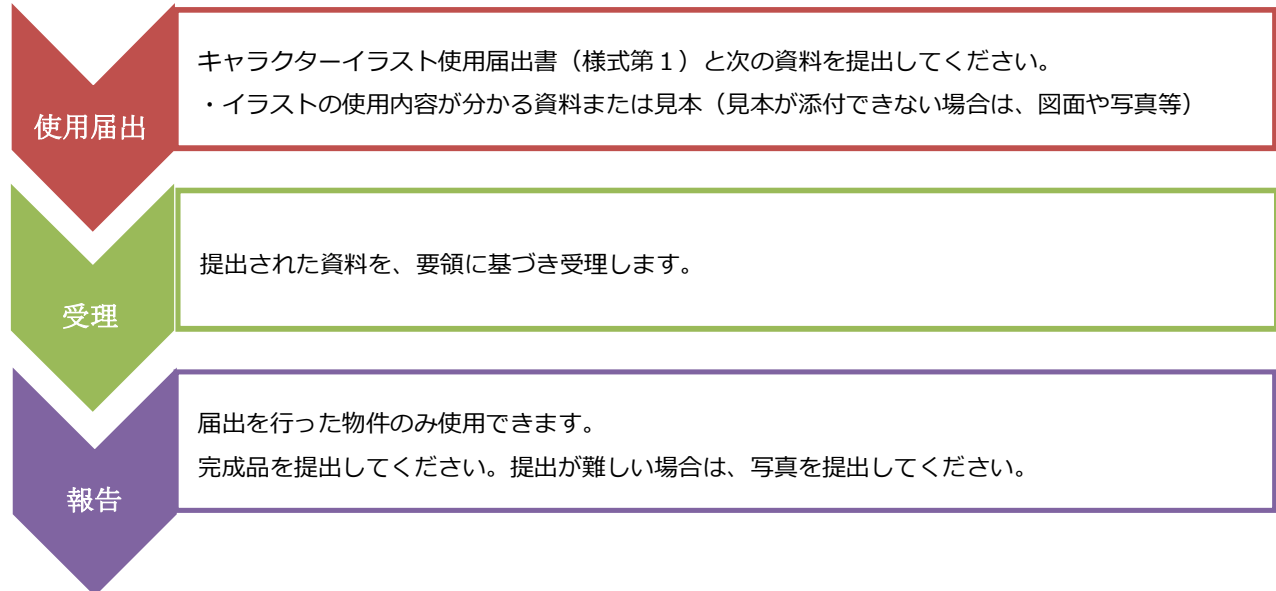 キャラクターイラスト使用届出書（様式第１）と次の資料を提出してください。
・イラストの使用内容が分かる資料または見本（見本が添付できない場合は、図面や写真等）
使用届出
提出された資料を、要領に基づき受理します。
受理
届出を行った物件のみ使用できます。
完成品を提出してください。提出が難しい場合は、写真を提出してください。
報告